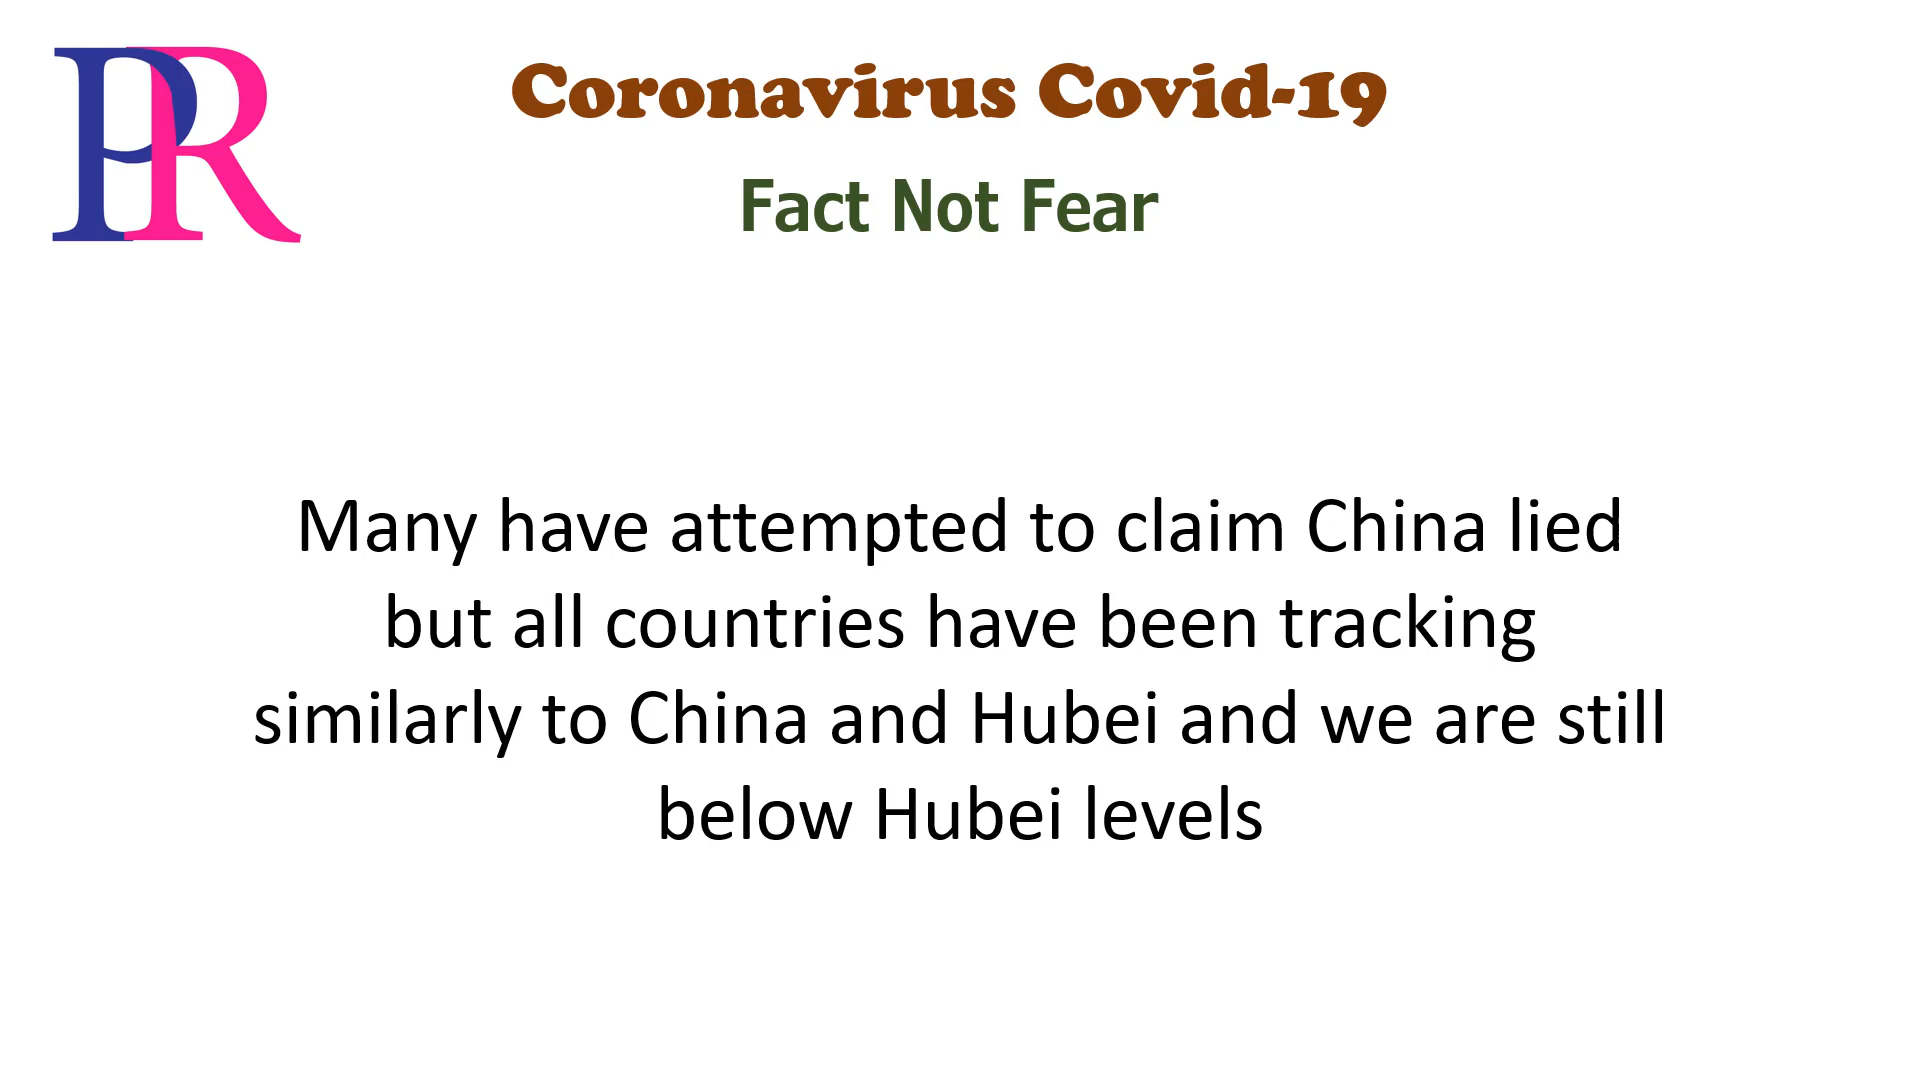 PR
Coronavirus Covid-19
Fact Not Fear
Many have attempted to claim China lied
but all countries have been tracking
similarly to China and Hubei and we are still
below Hubei levels